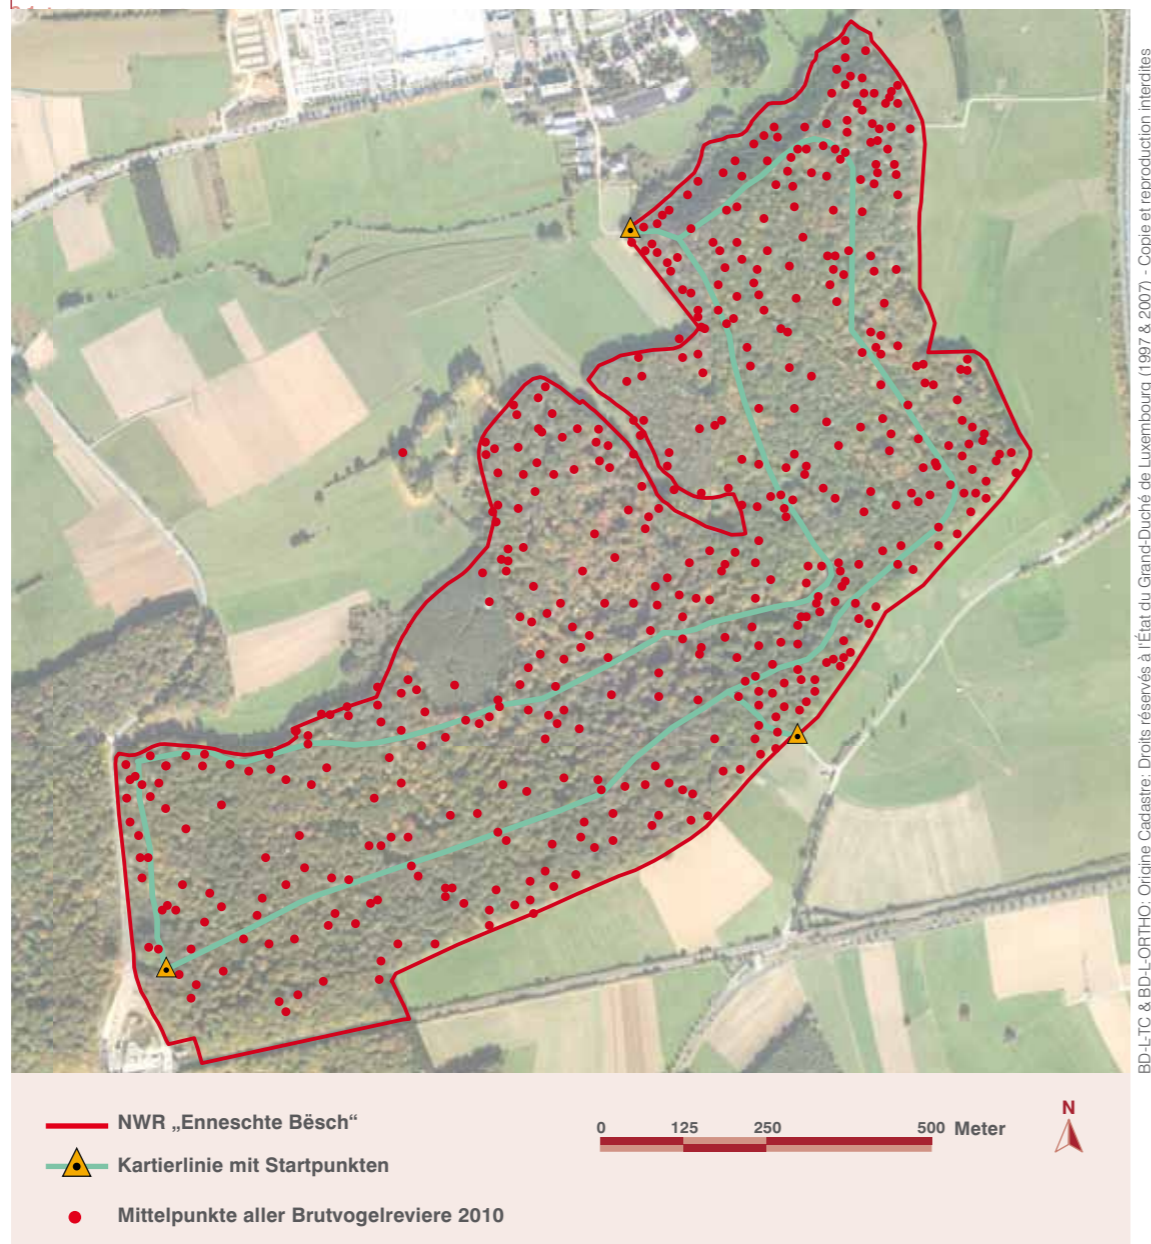 NWR „Enneschte Bësch“
Kartierlinie mit Startpunkten
Mittelpunkte aller Brutvogelreviere 2010
0 125 250 500 Meter
N
BD-L-TC & BD-L-ORTHO: Origine Cadastre: Droits réservés à l'État du Grand-Duché de Luxembourg (1997 & 2007) - Copie et reproduction interdites